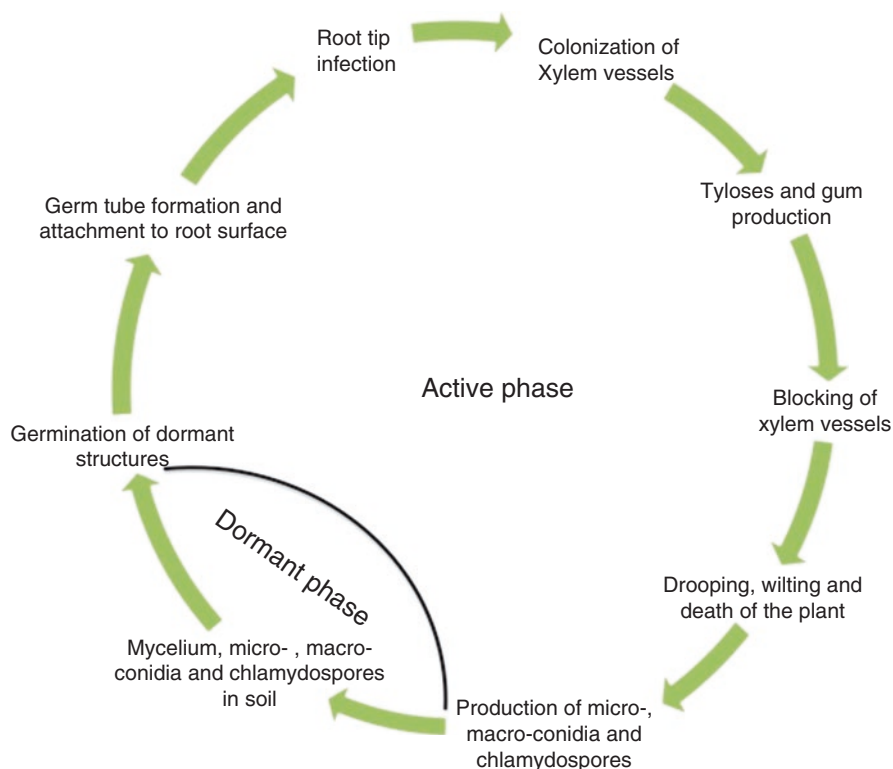 Root tip
infection
Colonization of
Xylem vessels
Tyloses and gum
production
Blocking of
xylem vessels
Drooping, wilting and
death of the plant
Production of micro-,
macro-conidia and
chlamydospores
Mycelium, micro- , macro-
conidia and chlamydospores
in soil
Germination of dormant
structures
Germ tube formation and
attachment to root surface
Active phase
Dormant phase